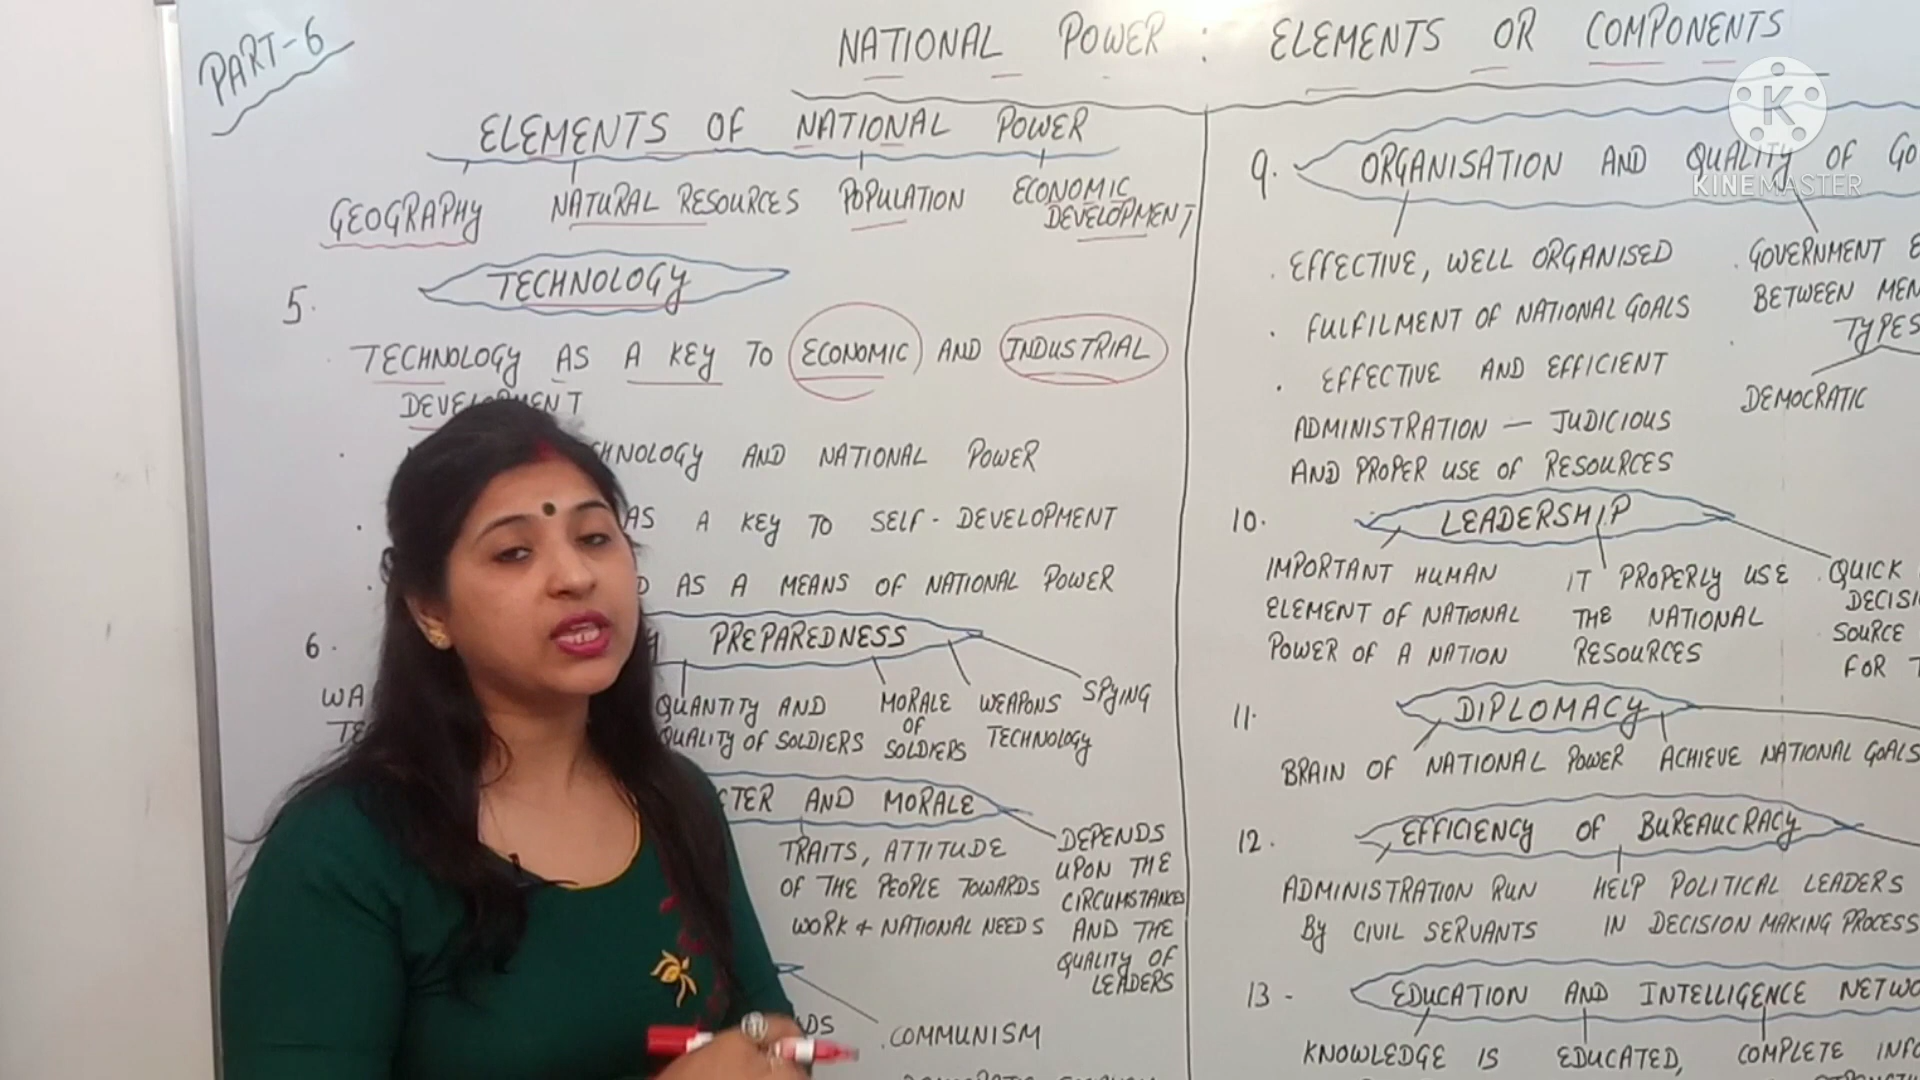 PART-6
NATIONAL POWER : ELEMENTS OR COMPONENTS
ELEMENTS OF NATIONAL POWER
GEOGRAPHY NATURAL RESOURCES POPULATION ECONOMIC DEVELOPMENT
5. TECHNOLOGY
TECHNOLOGY AS A KEY TO ECONOMIC AND INDUSTRIAL
DEVELOPMENT
AND NATIONAL POWER
AS A KEY TO SELF-DEVELOPMENT
AS A MEANS OF NATIONAL POWER
6. PREPAREDNESS
QUANTITY AND
QUALITY OF SOLDIERS
MORALE
OF
SOLDIERS
WEAPONS
TECHNOLOGY
SPYING
AND MORALE
TRAITS, ATTITUDE
OF THE PEOPLE TOWARDS
WORK & NATIONAL NEEDS
DEPENDS
UPON THE
CIRCUMSTANCES
AND THE
QUALITY OF
LEADERS
COMMUNISM
9. ORGANISATION AND QUALITY OF
. EFFECTIVE, WELL ORGANISED
. FULFILMENT OF NATIONAL GOALS
. EFFECTIVE AND EFFICIENT
ADMINISTRATION — JUDICIOUS
AND PROPER USE OF RESOURCES
. GOVERNMENT
BETWEEN
TYPES
DEMOCRATIC
10. LEADERSHIP
IMPORTANT HUMAN
ELEMENT OF NATIONAL
POWER OF A NATION
IT PROPERLY USE
THE NATIONAL
RESOURCES
. QUICK
SOURCE
FOR
11. DIPLOMACY
BRAIN OF NATIONAL POWER
ACHIEVE NATIONAL GOALS
12. EFFICIENCY OF BUREAUCRACY
ADMINISTRATION RUN
BY CIVIL SERVANTS
HELP POLITICAL LEADERS
IN DECISION MAKING PROCESS
13 - EDUCATION AND INTELLIGENCE
KNOWLEDGE IS
EDUCATED,
COMPLETE
K
KINEMASTER